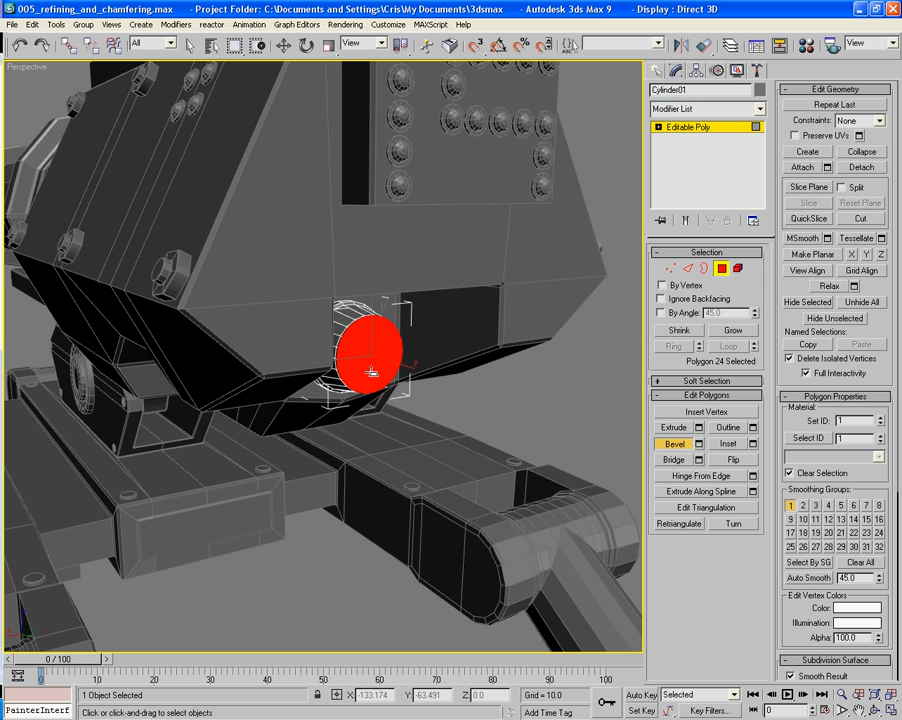 005_refining_and_chamfering.max - Project Folder: C:\Documents and Settings\Cris\My Documents\3dsmax - Autodesk 3ds Max 9 - Display : Direct 3D
File Edit Tools Group Views Create Modifiers reactor Animation Graph Editors Rendering Customize MAXScript Help
All View View
Perspective
Cylinder01
Modifier List
Editable Poly
Selection
By Vertex
Ignore Backfacing
By Angle: 45.0
Shrink Grow
Ring Loop
Polygon 24 Selected
Soft Selection
Edit Polygons
Insert Vertex
Extrude Outline
Bevel Inset
Bridge Flip
Hinge From Edge
Extrude Along Spline
Edit Triangulation
Retriangulate Turn
Edit Geometry
Repeat Last
Constraints: None
Preserve UVs
Create Collapse
Attach Detach
Slice Plane Split
Slice Reset Plane
QuickSlice Cut
MSmooth Tessellate
Make Planar X Y Z
View Align Grid Align
Relax
Hide Selected Unhide All
Hide Unselected
Named Selections:
Copy Paste
Delete Isolated Vertices
Full Interactivity
Polygon Properties
Material:
Set ID: 1
Select ID 1
Clear Selection
Smoothing Groups:
1 2 3 4 5 6 7 8
9 10 11 12 13 14 15 16
17 18 19 20 21 22 23 24
25 26 27 28 29 30 31 32
Select By SG Clear All
Auto Smooth 45.0
Edit Vertex Colors
Color:
Illumination:
Alpha: 100.0
Subdivision Surface
Smooth Result
0 / 100
0 10 20 30 40 50 60 70 80 90 100
1 Object Selected X: -133.174 Y: -63.491 Z: 0.0 Grid = 10.0
Auto Key Selected
PainterInterf Click or click-and-drag to select objects Add Time Tag
Set Key Key Filters... 0